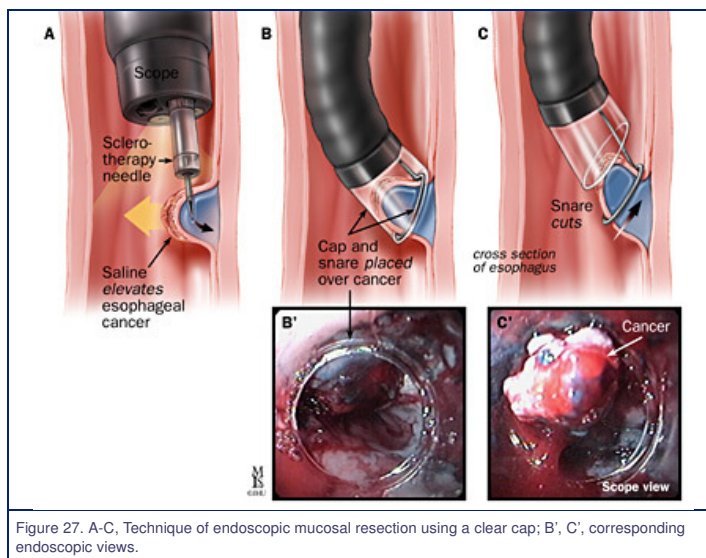 A
Scope
Sclero-
therapy
needle
Saline
elevates
esophageal
cancer
B
Cap and
snare placed
over cancer
C
Snare
cuts
cross section
of esophagus
B'
C'
Cancer
Scope view
Figure 27. A-C, Technique of endoscopic mucosal resection using a clear cap; B’, C’, corresponding
endoscopic views.